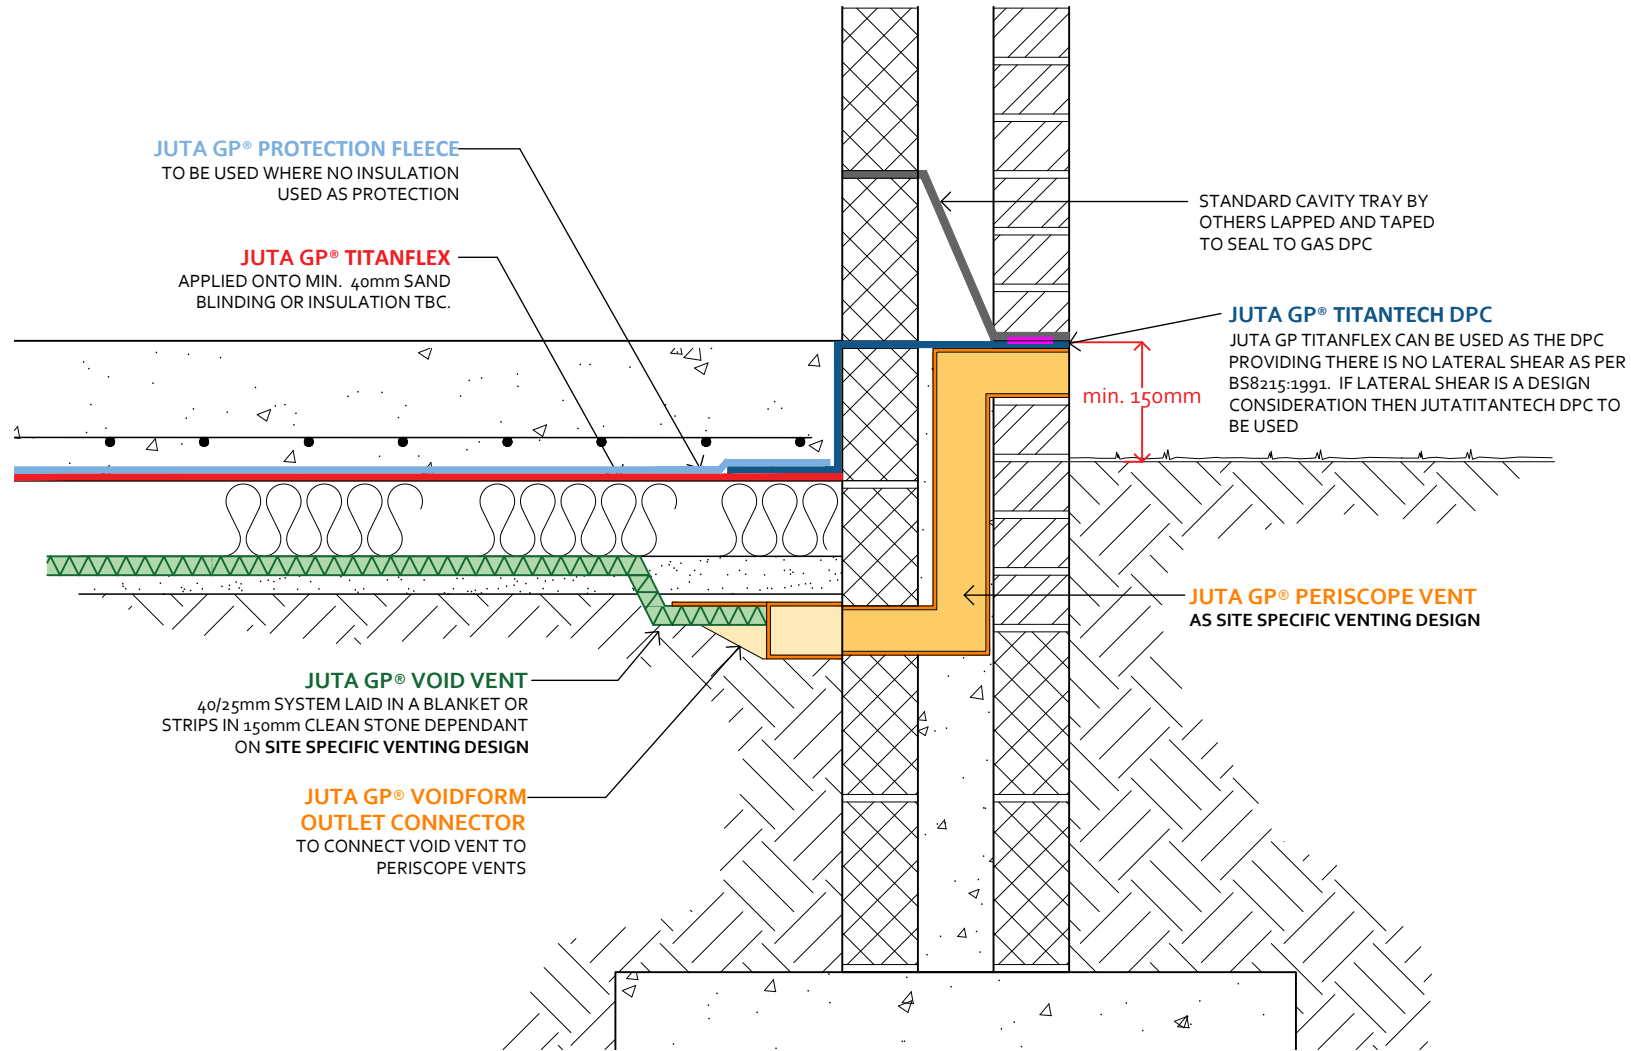 JUTA GP® PROTECTION FLEECE
TO BE USED WHERE NO INSULATION
USED AS PROTECTION
JUTA GP® TITANFLEX
APPLIED ONTO MIN. 40mm SAND
BLINDING OR INSULATION TBC.
STANDARD CAVITY TRAY BY
OTHERS LAPPED AND TAPED
TO SEAL TO GAS DPC
JUTA GP® TITANTECH DPC
JUTA GP TITANFLEX CAN BE USED AS THE DPC
PROVIDING THERE IS NO LATERAL SHEAR AS PER
BS8215:1991. IF LATERAL SHEAR IS A DESIGN
CONSIDERATION THEN JUTATITANTECH DPC TO
BE USED
min. 150mm
JUTA GP® PERISCOPE VENT
AS SITE SPECIFIC VENTING DESIGN
JUTA GP® VOID VENT
40/25mm SYSTEM LAID IN A BLANKET OR
STRIPS IN 150mm CLEAN STONE DEPENDANT
ON SITE SPECIFIC VENTING DESIGN
JUTA GP® VOIDFORM
OUTLET CONNECTOR
TO CONNECT VOID VENT TO
PERISCOPE VENTS